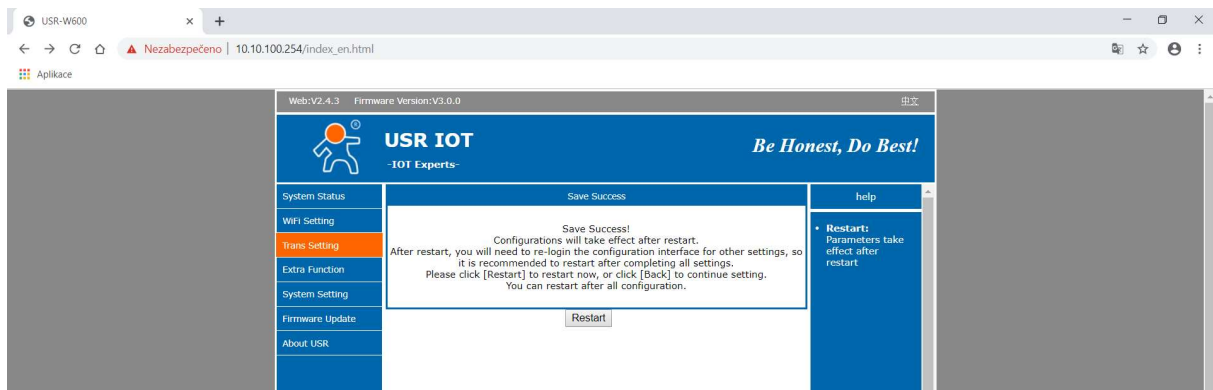 USR-W600
Nezabezpečeno | 10.10.100.254/index_en.html
Aplikace
Web:V2.4.3 Firmware Version:V3.0.0 中文
®
USR IOT
-IOT Experts-
Be Honest, Do Best!
System Status
WiFi Setting
Trans Setting
Extra Function
System Setting
Firmware Update
About USR
Save Success
Save Success!
Configurations will take effect after restart.
After restart, you will need to re-login the configuration interface for other settings, so
it is recommended to restart after completing all settings.
Please click [Restart] to restart now, or click [Back] to continue setting.
You can restart after all configuration.
Restart
help
• Restart:
Parameters take
effect after
restart